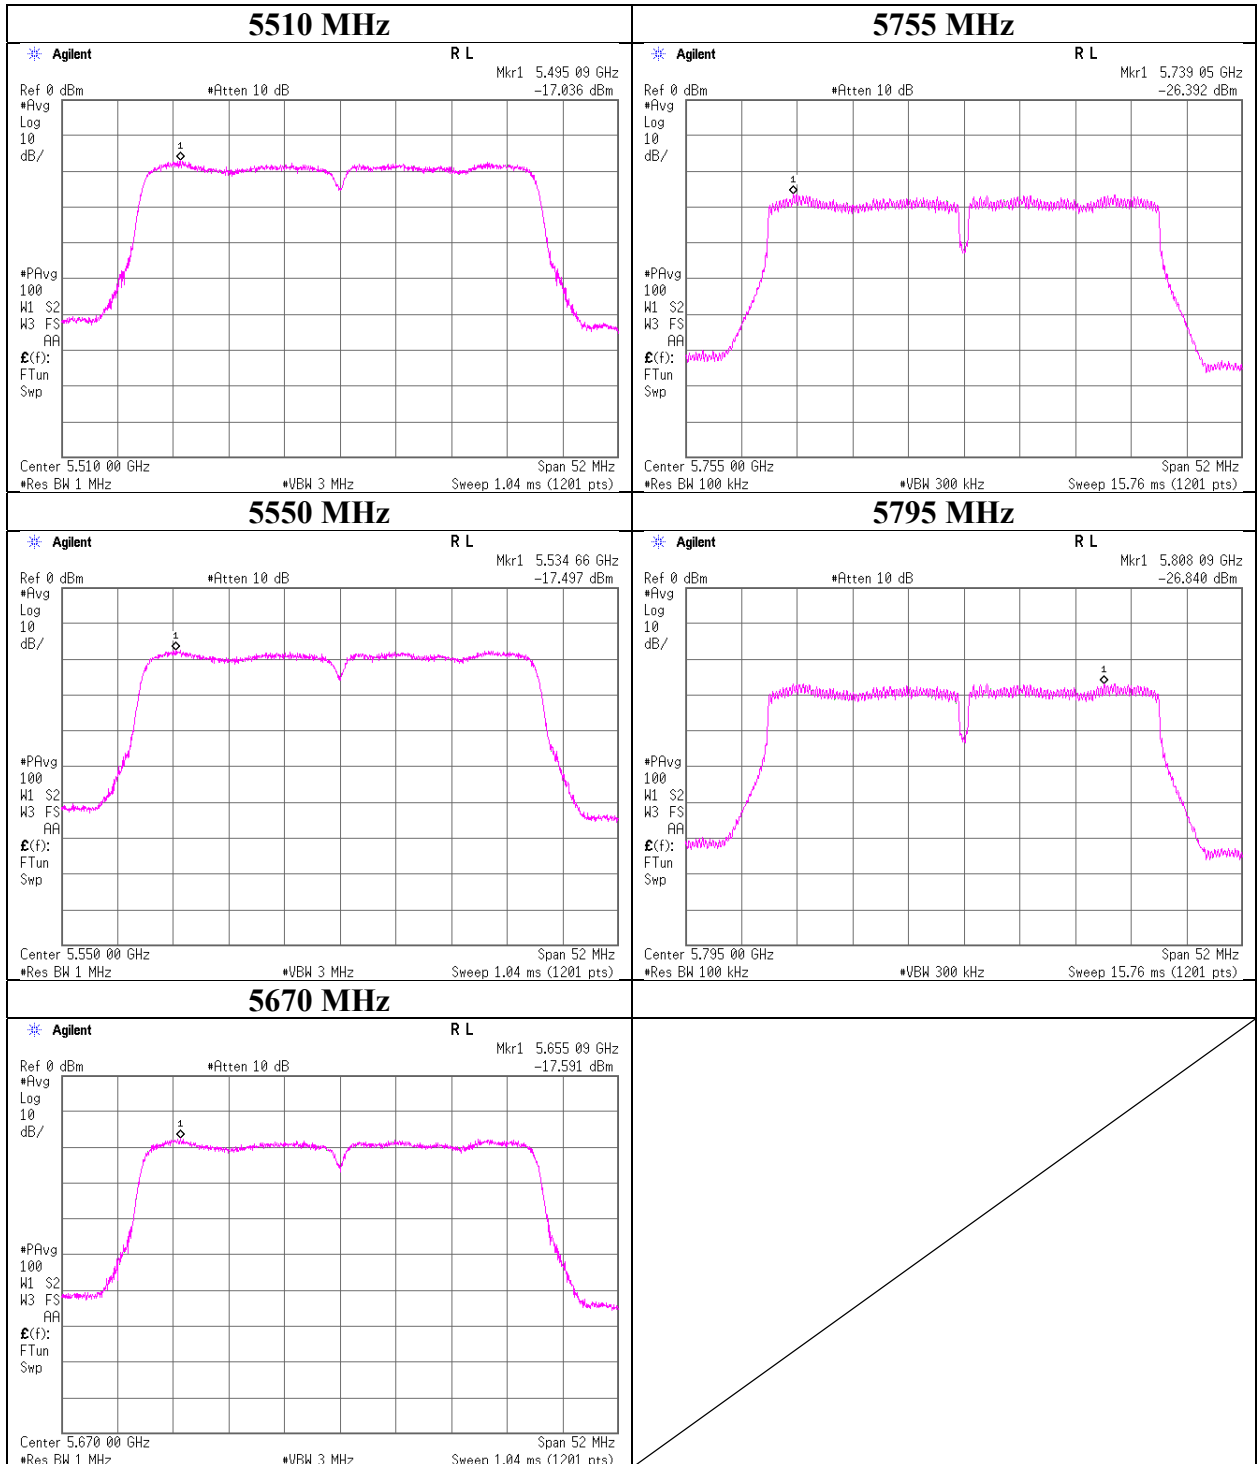 5510 MHz
Agilent
R L
Mkr1 5.495 09 GHz
Ref 0 dBm
#Atten 10 dB
-17.036 dBm
#Avg
Log
10
dB/
1
#PAvg
100
W1 S2
W3 FS
AA
£(f):
FTun
Swp
Center 5.510 00 GHz
Span 52 MHz
#Res BW 1 MHz
#VBW 3 MHz
Sweep 1.04 ms (1201 pts)
5755 MHz
Agilent
R L
Mkr1 5.739 05 GHz
Ref 0 dBm
#Atten 10 dB
-26.392 dBm
#Avg
Log
10
dB/
1
#PAvg
100
W1 S2
W3 FS
AA
£(f):
FTun
Swp
Center 5.755 00 GHz
Span 52 MHz
#Res BW 100 kHz
#VBW 300 kHz
Sweep 15.76 ms (1201 pts)
5550 MHz
Agilent
R L
Mkr1 5.534 66 GHz
Ref 0 dBm
#Atten 10 dB
-17.497 dBm
#Avg
Log
10
dB/
1
#PAvg
100
W1 S2
W3 FS
AA
£(f):
FTun
Swp
Center 5.550 00 GHz
Span 52 MHz
#Res BW 1 MHz
#VBW 3 MHz
Sweep 1.04 ms (1201 pts)
5795 MHz
Agilent
R L
Mkr1 5.808 09 GHz
Ref 0 dBm
#Atten 10 dB
-26.840 dBm
#Avg
Log
10
dB/
1
#PAvg
100
W1 S2
W3 FS
AA
£(f):
FTun
Swp
Center 5.795 00 GHz
Span 52 MHz
#Res BW 100 kHz
#VBW 300 kHz
Sweep 15.76 ms (1201 pts)
5670 MHz
Agilent
R L
Mkr1 5.655 09 GHz
Ref 0 dBm
#Atten 10 dB
-17.591 dBm
#Avg
Log
10
dB/
1
#PAvg
100
W1 S2
W3 FS
AA
£(f):
FTun
Swp
Center 5.670 00 GHz
Span 52 MHz
#Res BW 1 MHz
#VBW 3 MHz
Sweep 1.04 ms (1201 pts)